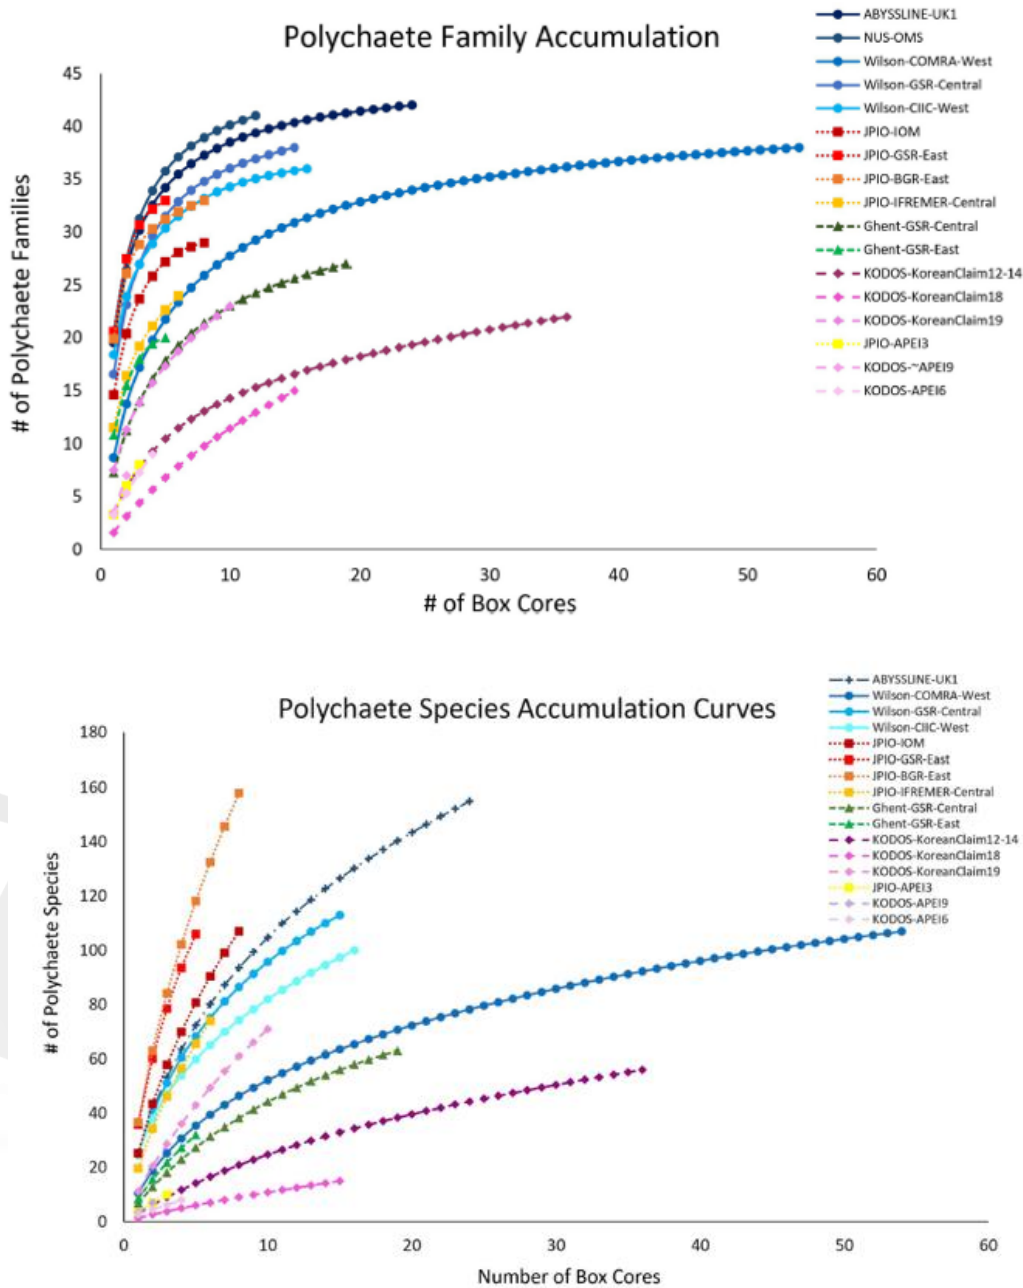 Polychaete Family Accumulation
ABYSSLINE-UK1
NUS-OMS
Wilson-COMRA-West
Wilson-GSR-Central
Wilson-CIIC-West
JPIO-IOM
JPIO-GSR-East
JPIO-BGR-East
JPIO-IFREMER-Central
Ghent-GSR-Central
Ghent-GSR-East
KODOS-KoreanClaim12-14
KODOS-KoreanClaim18
KODOS-KoreanClaim19
JPIO-APEI3
KODOS-~APEI9
KODOS-APEI6
# of Polychaete Families
45
40
35
30
25
20
15
10
5
0
0 10 20 30 40 50 60
# of Box Cores
Polychaete Species Accumulation Curves
ABYSSLINE-UK1
Wilson-COMRA-West
Wilson-GSR-Central
Wilson-CIIC-West
JPIO-IOM
JPIO-GSR-East
JPIO-BGR-East
JPIO-IFREMER-Central
Ghent-GSR-Central
Ghent-GSR-East
KODOS-KoreanClaim12-14
KODOS-KoreanClaim18
KODOS-KoreanClaim19
JPIO-APEI3
KODOS-APEI9
KODOS-APEI6
# of Polychaete Species
180
160
140
120
100
80
60
40
20
0
0 10 20 30 40 50 60
Number of Box Cores